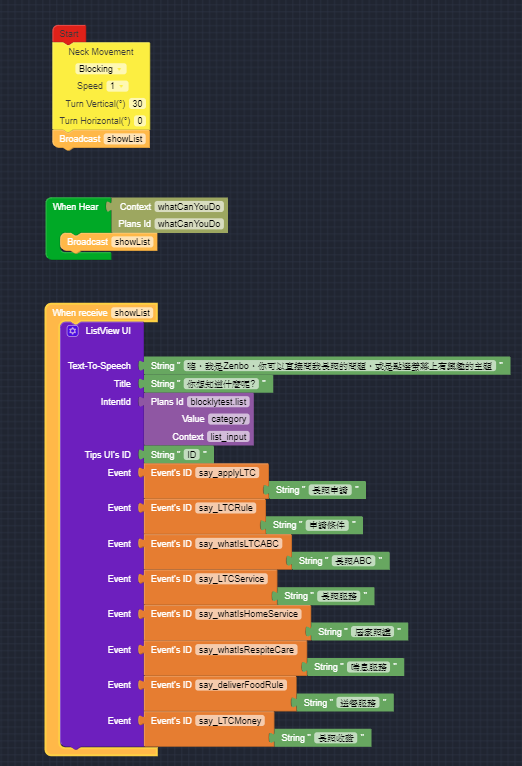 Start
Neck Movement
Blocking
Speed 1
Turn Vertical(°) 30
Turn Horizontal(°) 0
Broadcast showList
When Hear Context whatCanYouDo
Plans Id whatCanYouDo
Broadcast showList
When receive showList
ListView UI
Text-To-Speech String " 嗨，我是Zenbo，你可以直接問我長照的問題，或是點選螢幕上有興趣的主題 "
Title String " 你想知道什麼呢? "
IntentId Plans Id blocklytest.list
Value category
Context list_input
Tips UI's ID String " ID "
Event Event's ID say_applyLTC
String " 長照申請 "
Event Event's ID say_LTCRule
String " 申請條件 "
Event Event's ID say_whatIsLTCABC
String " 長照ABC "
Event Event's ID say_LTCService
String " 長照服務 "
Event Event's ID say_whatIsHomeService
String " 居家照護 "
Event Event's ID say_whatIsRespiteCare
String " 喘息服務 "
Event Event's ID say_deliverFoodRule
String " 送餐服務 "
Event Event's ID say_LTCMoney
String " 長照收費 "